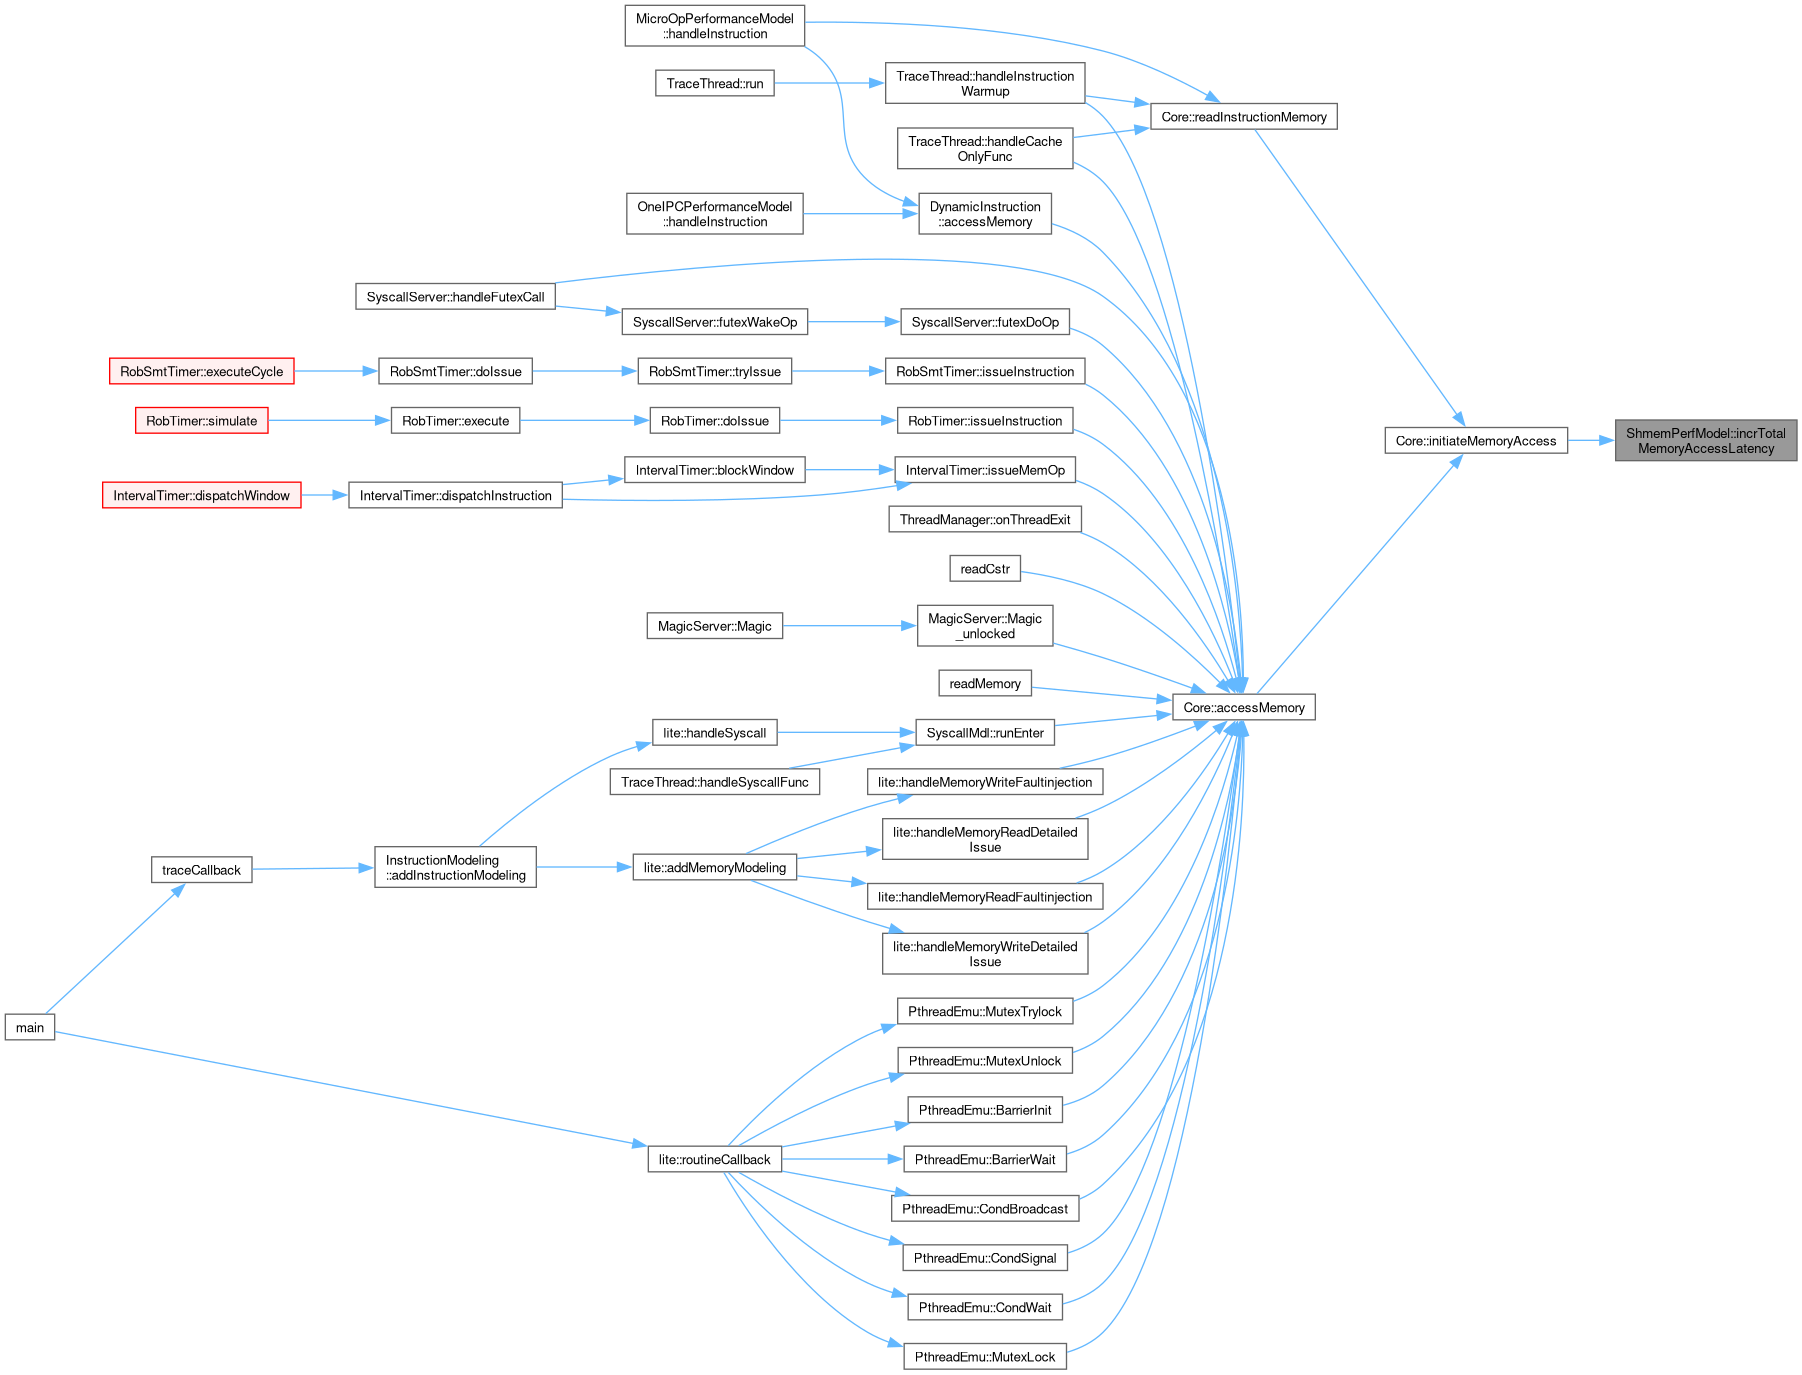 MicroOpPerformanceModel
::handleInstruction
TraceThread::run
TraceThread::handleInstruction
Warmup
Core::readInstructionMemory
TraceThread::handleCache
OnlyFunc
OneIPCPerformanceModel
::handleInstruction
DynamicInstruction
::accessMemory
SyscallServer::handleFutexCall
SyscallServer::futexWakeOp
SyscallServer::futexDoOp
RobSmtTimer::executeCycle
RobSmtTimer::doIssue
RobSmtTimer::tryIssue
RobSmtTimer::issueInstruction
RobTimer::simulate
RobTimer::execute
RobTimer::doIssue
RobTimer::issueInstruction
Core::initiateMemoryAccess
ShmemPerfModel::incrTotal
MemoryAccessLatency
IntervalTimer::blockWindow
IntervalTimer::issueMemOp
IntervalTimer::dispatchWindow
IntervalTimer::dispatchInstruction
ThreadManager::onThreadExit
readCstr
MagicServer::Magic
MagicServer::Magic
_unlocked
readMemory
Core::accessMemory
lite::handleSyscall
SyscallMdl::runEnter
TraceThread::handleSyscallFunc
lite::handleMemoryWriteFaultinjection
lite::handleMemoryReadDetailed
Issue
traceCallback
InstructionModeling
::addInstructionModeling
lite::addMemoryModeling
lite::handleMemoryReadFaultinjection
lite::handleMemoryWriteDetailed
Issue
main
PthreadEmu::MutexTrylock
PthreadEmu::MutexUnlock
PthreadEmu::BarrierInit
lite::routineCallback
PthreadEmu::BarrierWait
PthreadEmu::CondBroadcast
PthreadEmu::CondSignal
PthreadEmu::CondWait
PthreadEmu::MutexLock